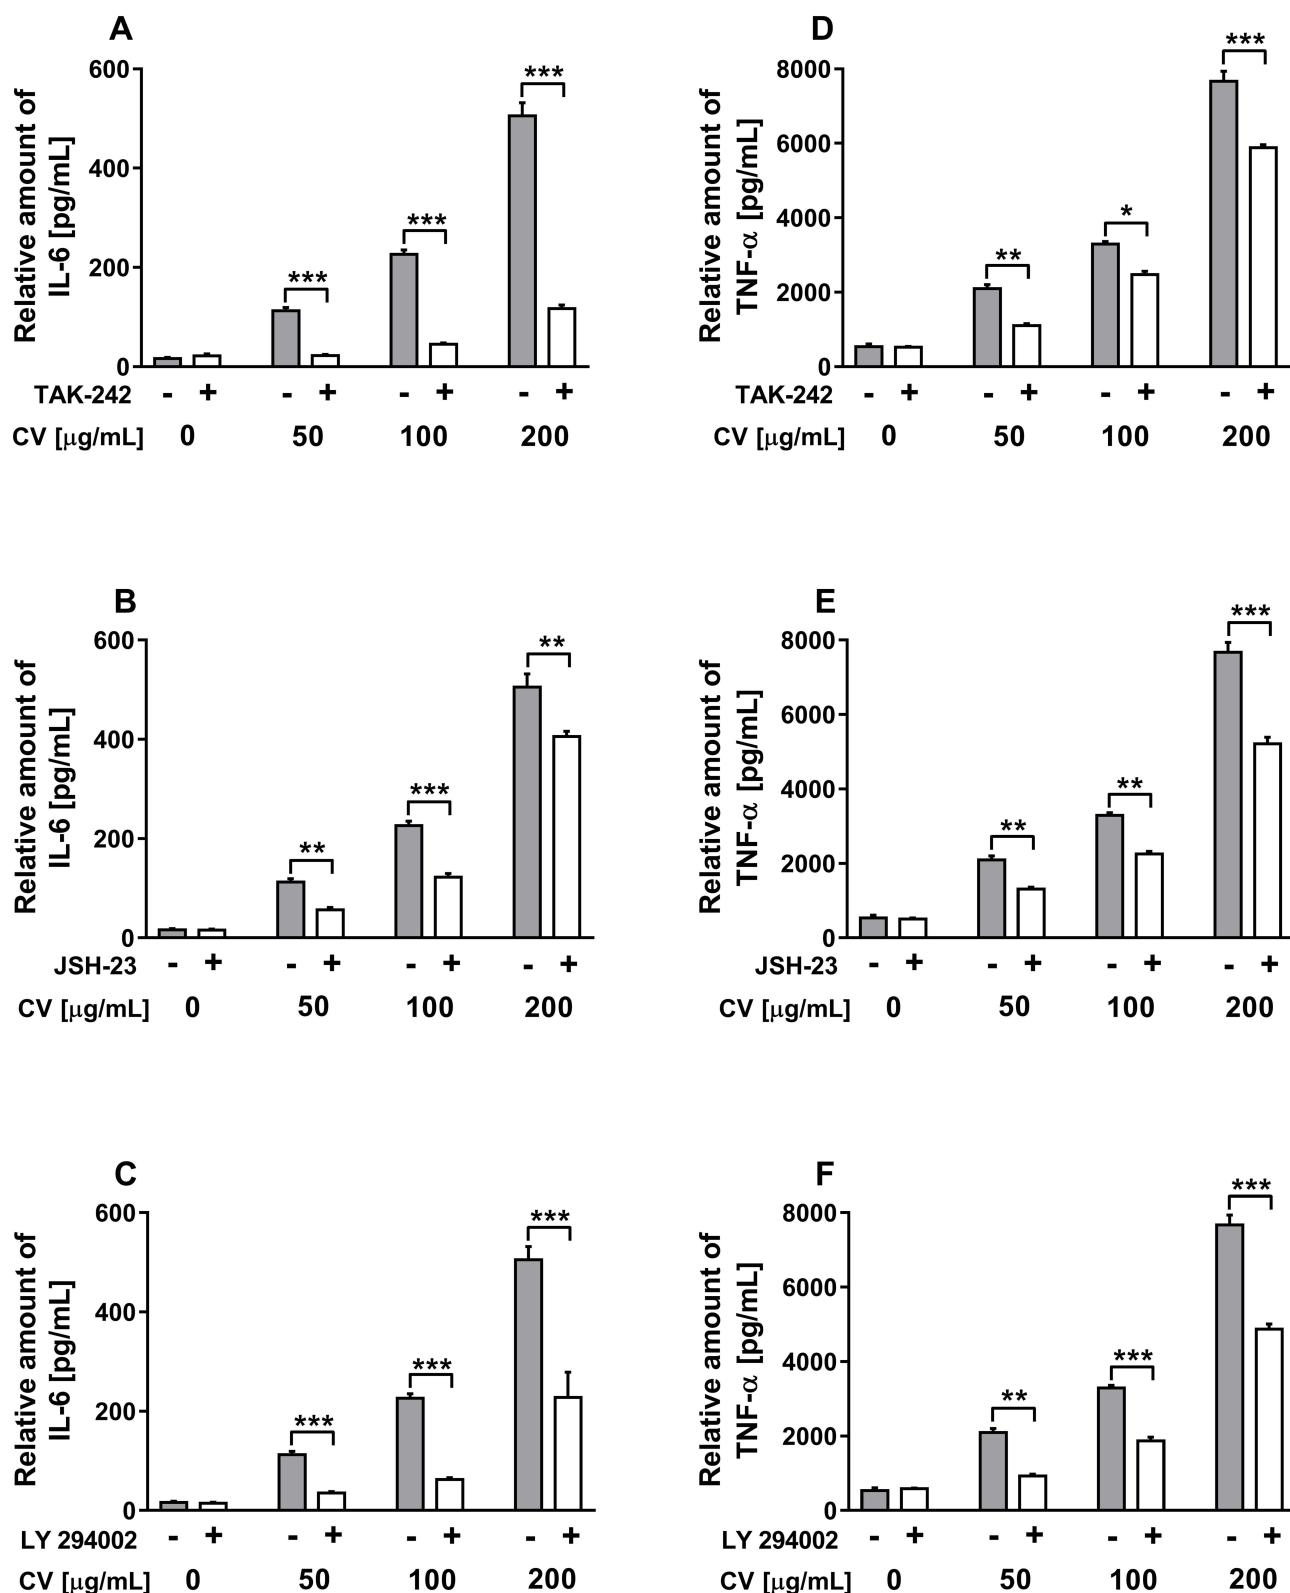 A
Relative amount of
IL-6 [pg/mL]
600
400
200
0
***
***
***
TAK-242 - + - + - + - +
CV [μg/mL] 0 50 100 200
D
Relative amount of
TNF-α [pg/mL]
8000
6000
4000
2000
0
**
*
***
TAK-242 - + - + - + - +
CV [μg/mL] 0 50 100 200
B
Relative amount of
IL-6 [pg/mL]
600
400
200
0
**
***
**
JSH-23 - + - + - + - +
CV [μg/mL] 0 50 100 200
E
Relative amount of
TNF-α [pg/mL]
8000
6000
4000
2000
0
**
**
***
JSH-23 - + - + - + - +
CV [μg/mL] 0 50 100 200
C
Relative amount of
IL-6 [pg/mL]
600
400
200
0
***
***
***
LY 294002 - + - + - + - +
CV [μg/mL] 0 50 100 200
F
Relative amount of
TNF-α [pg/mL]
8000
6000
4000
2000
0
**
***
***
LY 294002 - + - + - + - +
CV [μg/mL] 0 50 100 200